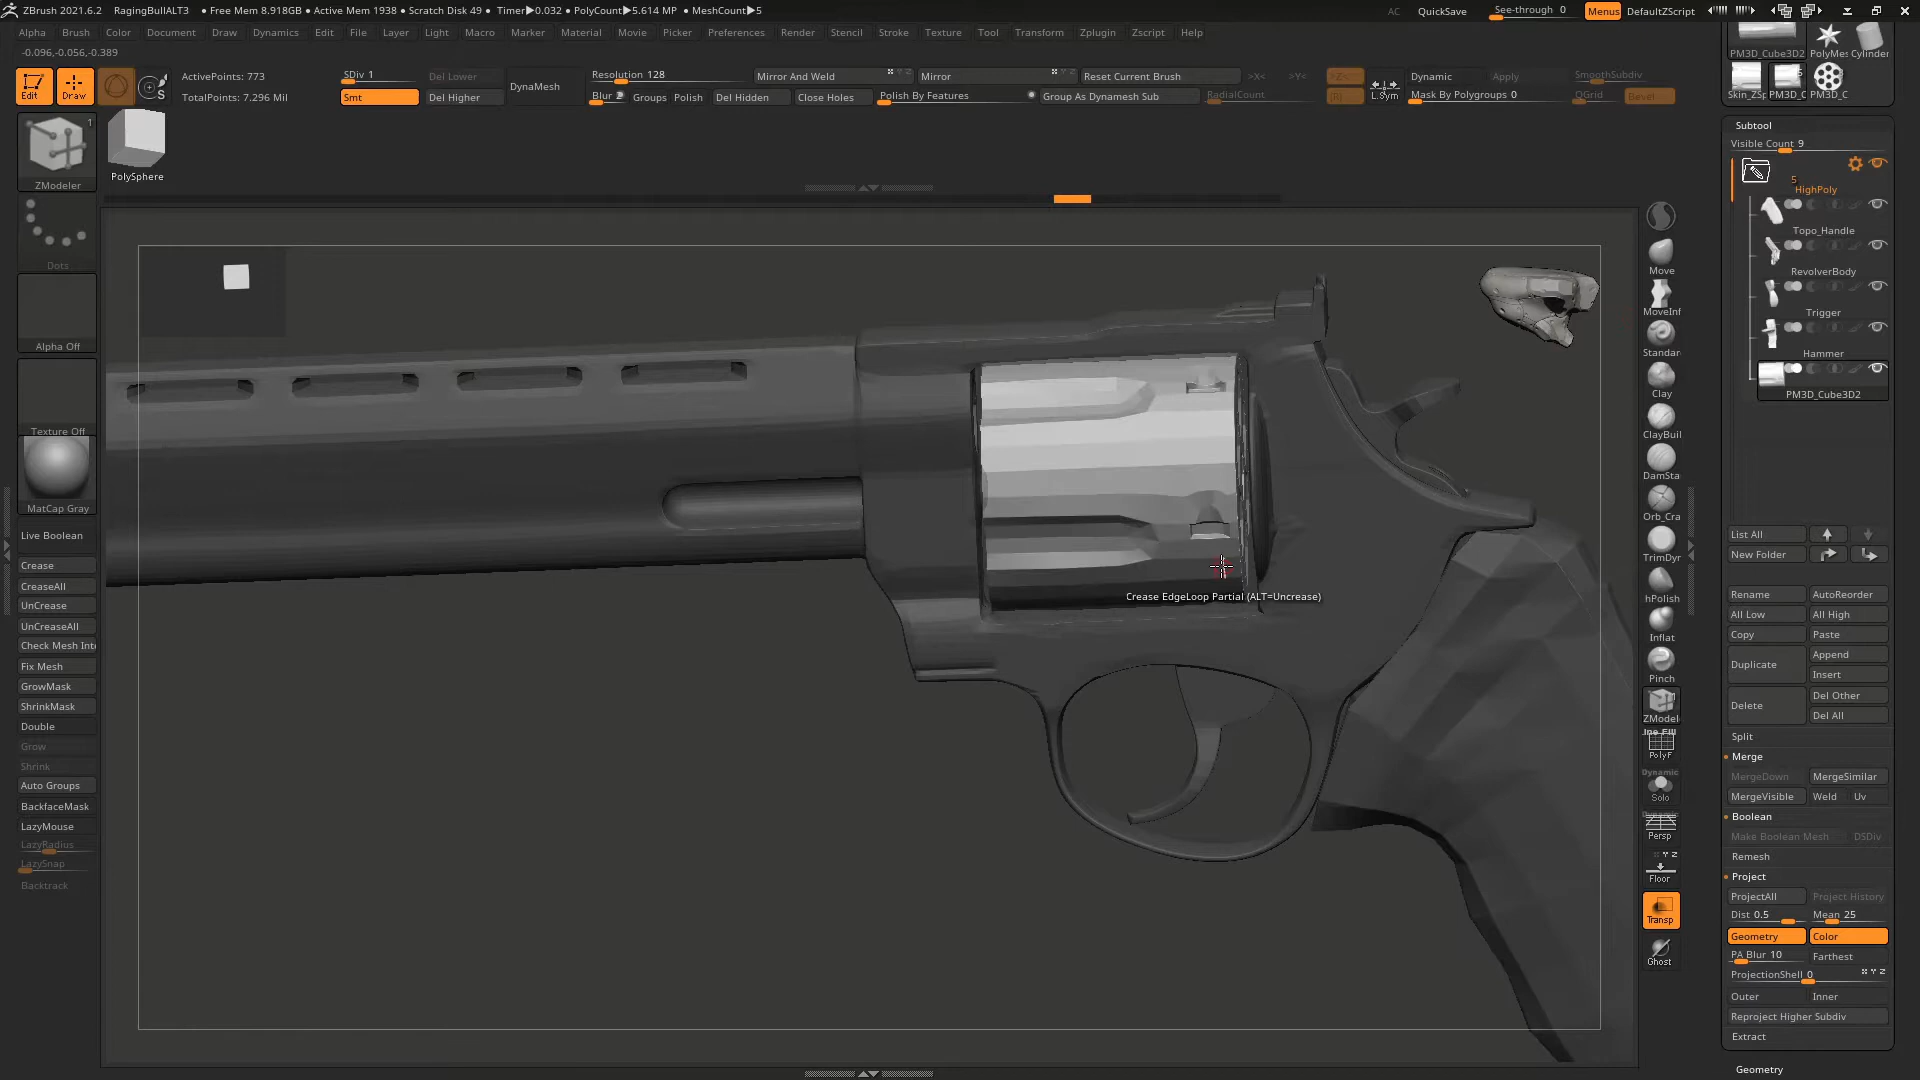 ZBrush 2021.6.2 RagingBullALT3 • Free Mem 8.918GB • Active Mem 1938 • Scratch Disk 49 • Timer▶0.032 • PolyCount▶5.614 MP • MeshCount▶5 AC QuickSave See-through 0 Menus DefaultZScript
Alpha Brush Color Document Draw Dynamics Edit File Layer Light Macro Marker Material Movie Picker Preferences Render Stencil Stroke Texture Tool Transform Zplugin Zscript Help
-0.096,-0.056,-0.389
Edit
Draw
ActivePoints: 773
TotalPoints: 7.296 Mil
SDiv 1
Del Lower
Smt
Del Higher
DynaMesh
Resolution 128
Blur
Groups
Polish
Mirror And Weld
Mirror
Reset Current Brush
Del Hidden
Close Holes
Polish By Features
Group As Dynamesh Sub
>X<
>Y<
>Z<
(R)
RadialCount
L.Sym
Dynamic
Apply
SmoothSubdiv
Mask By Polygroups 0
QGrid
Bevel
ZModeler
1
PolySphere
Dots
Alpha Off
Texture Off
MatCap Gray
Live Boolean
Crease
CreaseAll
UnCrease
UnCreaseAll
Check Mesh Int
Fix Mesh
GrowMask
ShrinkMask
Double
Grow
Shrink
Auto Groups
BackfaceMask
LazyMouse
LazyRadius
LazySnap
Backtrack
Crease EdgeLoop Partial (ALT=Uncrease)
Move
MoveInf
Standar
Clay
ClayBuil
DamSta
Orb_Cra
TrimDyr
hPolish
Inflat
Pinch
ZModel
Line Fill
PolyF
Dynamic
Solo
Dynamic
Persp
Floor
Transp
Ghost
PM3D_Cube3D2
PolyMes
Cylinder
Skin_ZSp
PM3D_C
PM3D_C
Subtool
Visible Count 9
5
HighPoly
Topo_Handle
RevolverBody
Trigger
Hammer
PM3D_Cube3D2
List All
New Folder
Rename
AutoReorder
All Low
All High
Copy
Paste
Duplicate
Append
Insert
Delete
Del Other
Del All
Split
Merge
MergeDown
MergeSimilar
MergeVisible
Weld
Uv
Boolean
Make Boolean Mesh
DSDiv
Remesh
Project
ProjectAll
Project History
Dist 0.5
Mean 25
Geometry
Color
PA Blur 10
Farthest
ProjectionShell 0
X Y Z
Outer
Inner
Reproject Higher Subdiv
Extract
Geometry